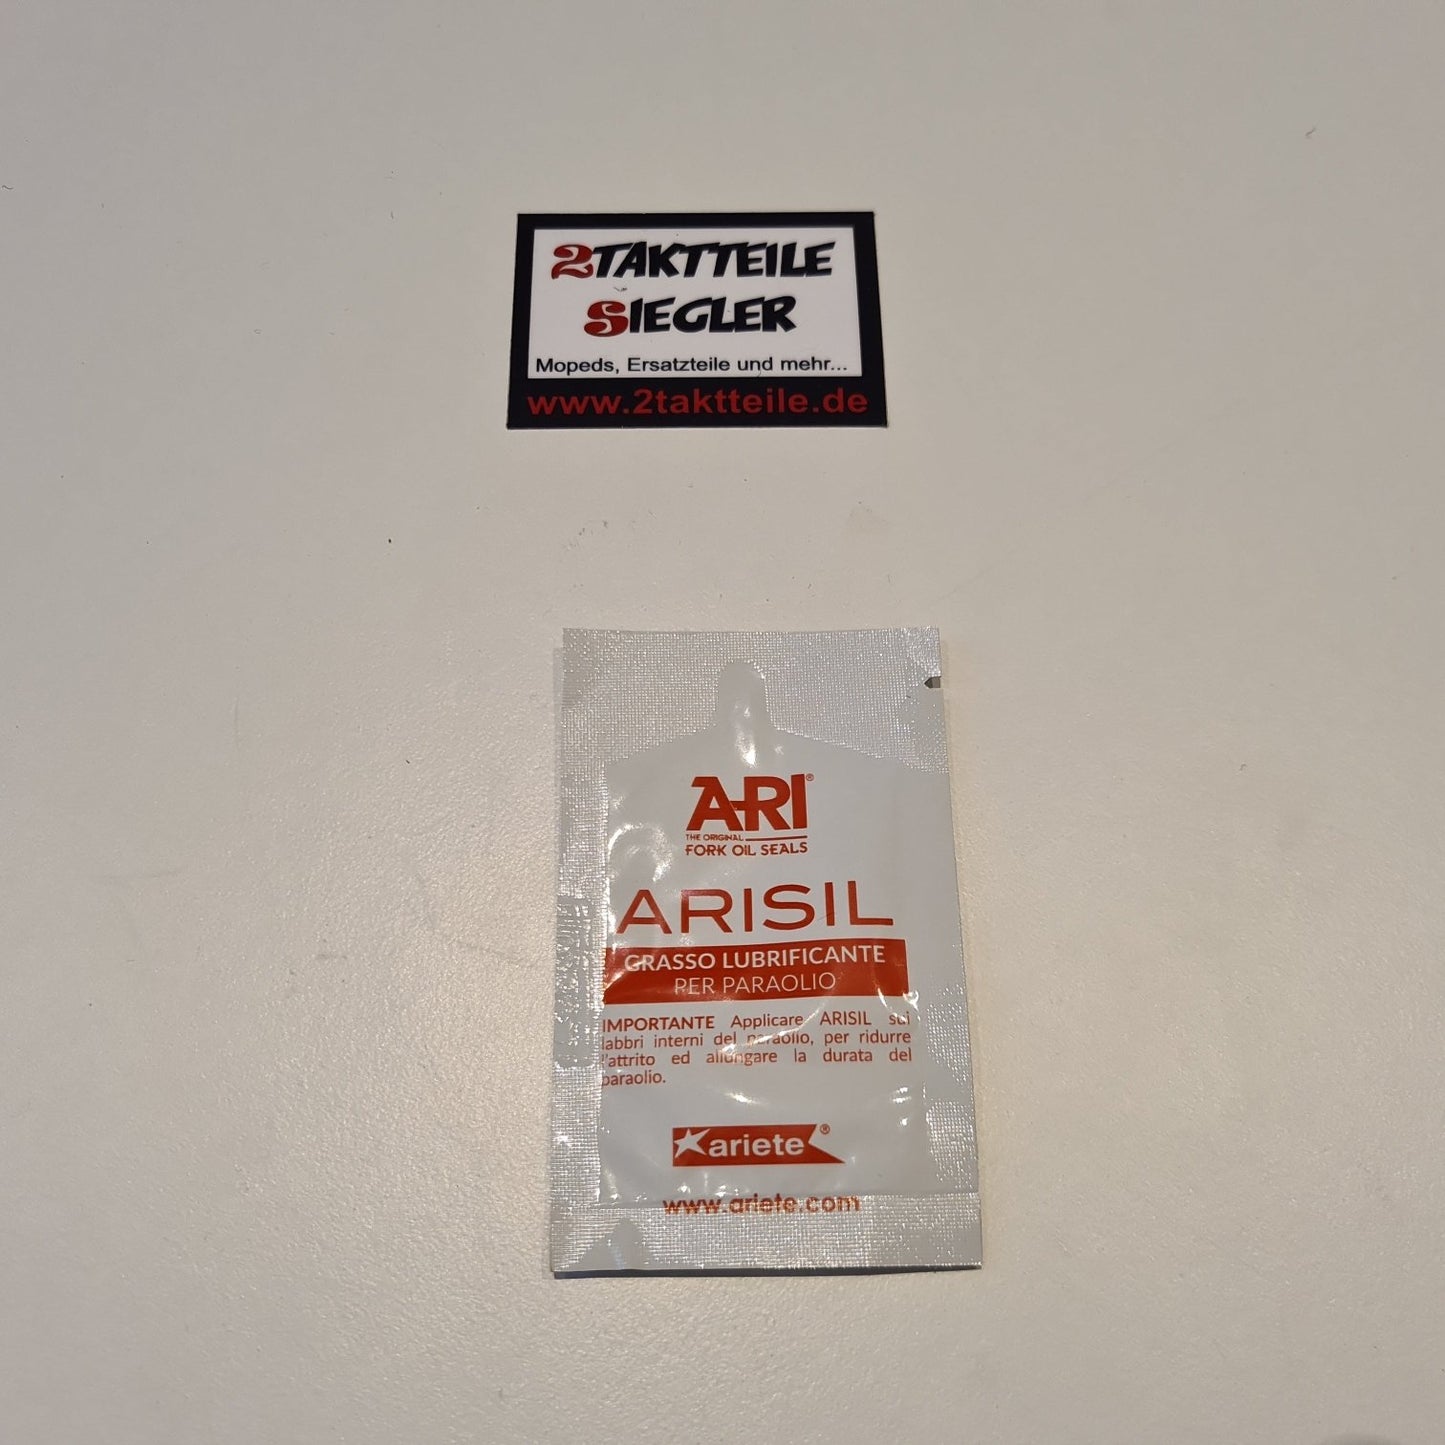 2TAKTTEILE
SIEGLER
Mopeds, Ersatzteile und mehr...
www.2taktteile.de
ARI®
THE ORIGINAL
FORK OIL SEALS
ARISIL
GRASSO LUBRIFICANTE
PER PARAOLIO
IMPORTANTE Applicare ARISIL sui
labbri interni del paraolio, per ridurre
l'attrito ed allungare la durata del
paraolio.
ariete®
www.ariete.com